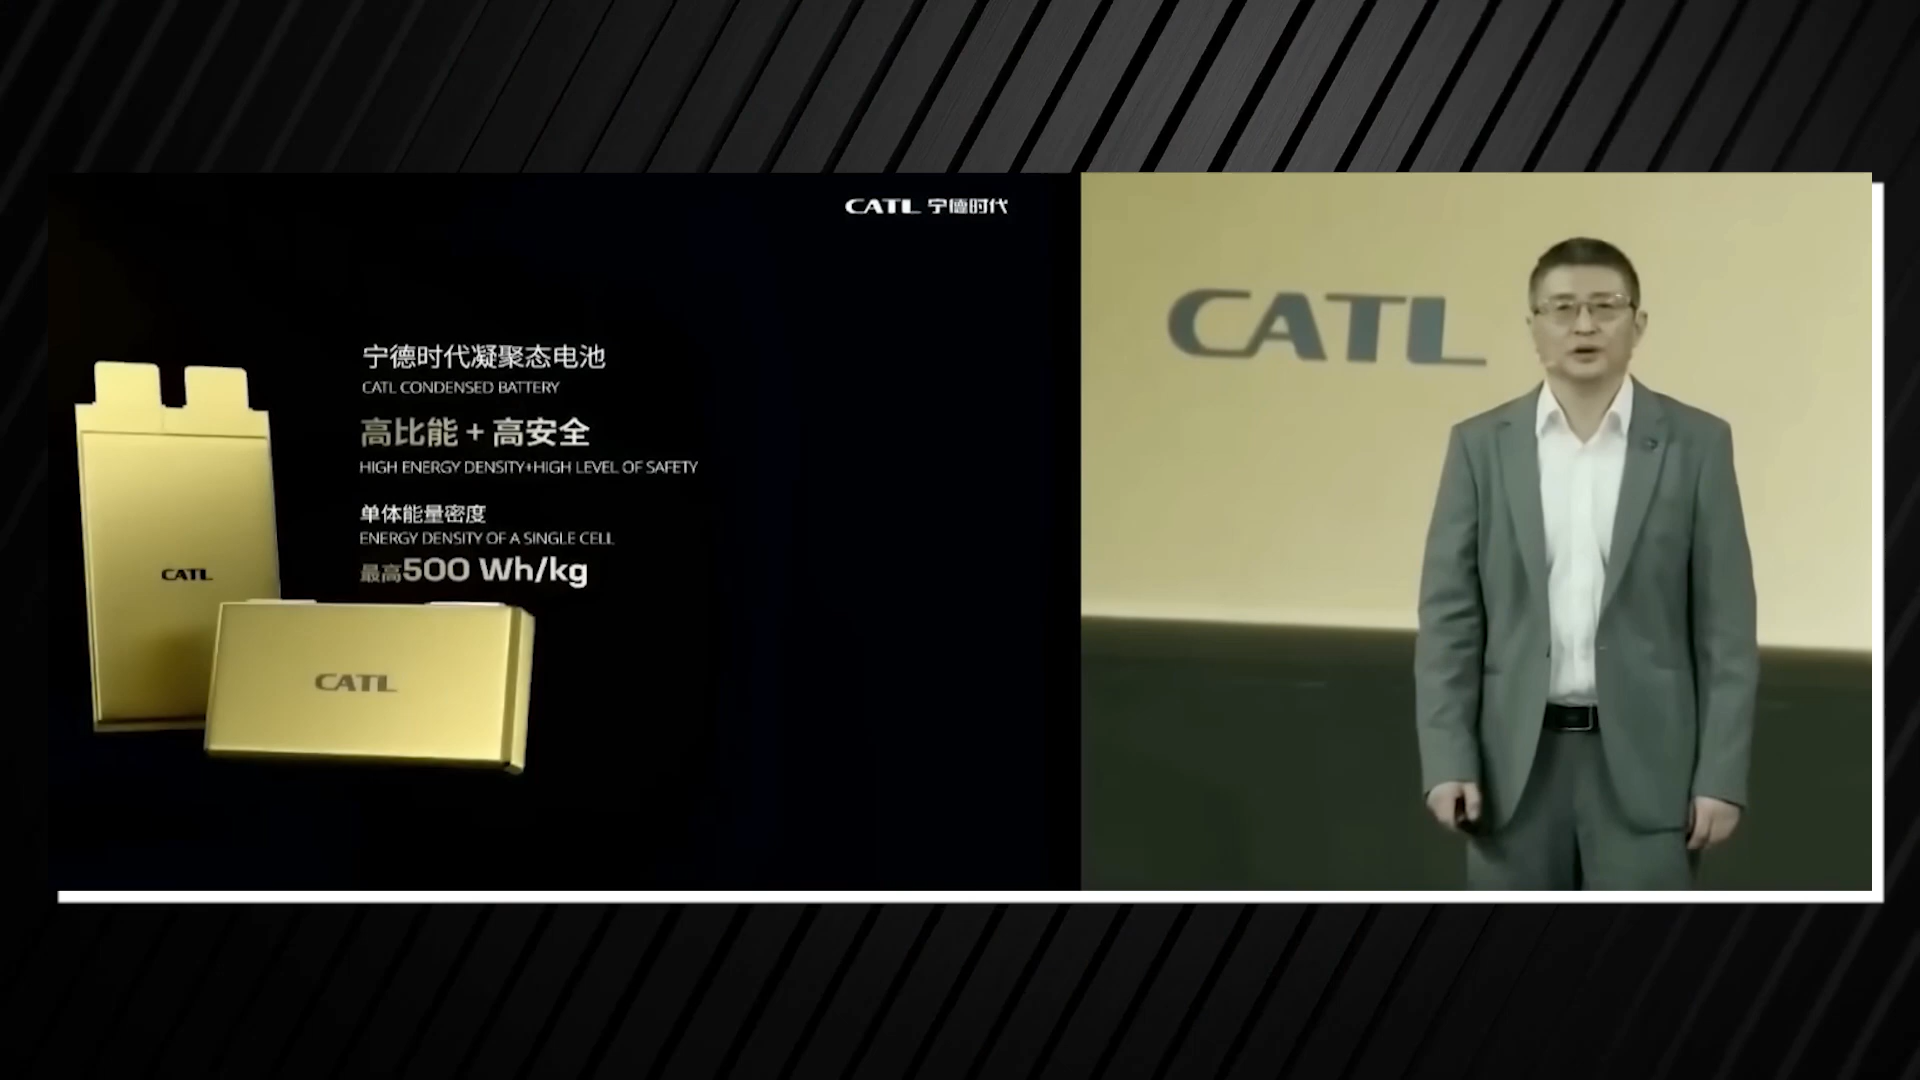 CATL 宁德时代
宁德时代凝聚态电池
CATL CONDENSED BATTERY
高比能 + 高安全
HIGH ENERGY DENSITY+HIGH LEVEL OF SAFETY
单体能量密度
ENERGY DENSITY OF A SINGLE CELL
最高500 Wh/kg
CATL
CATL
CATL